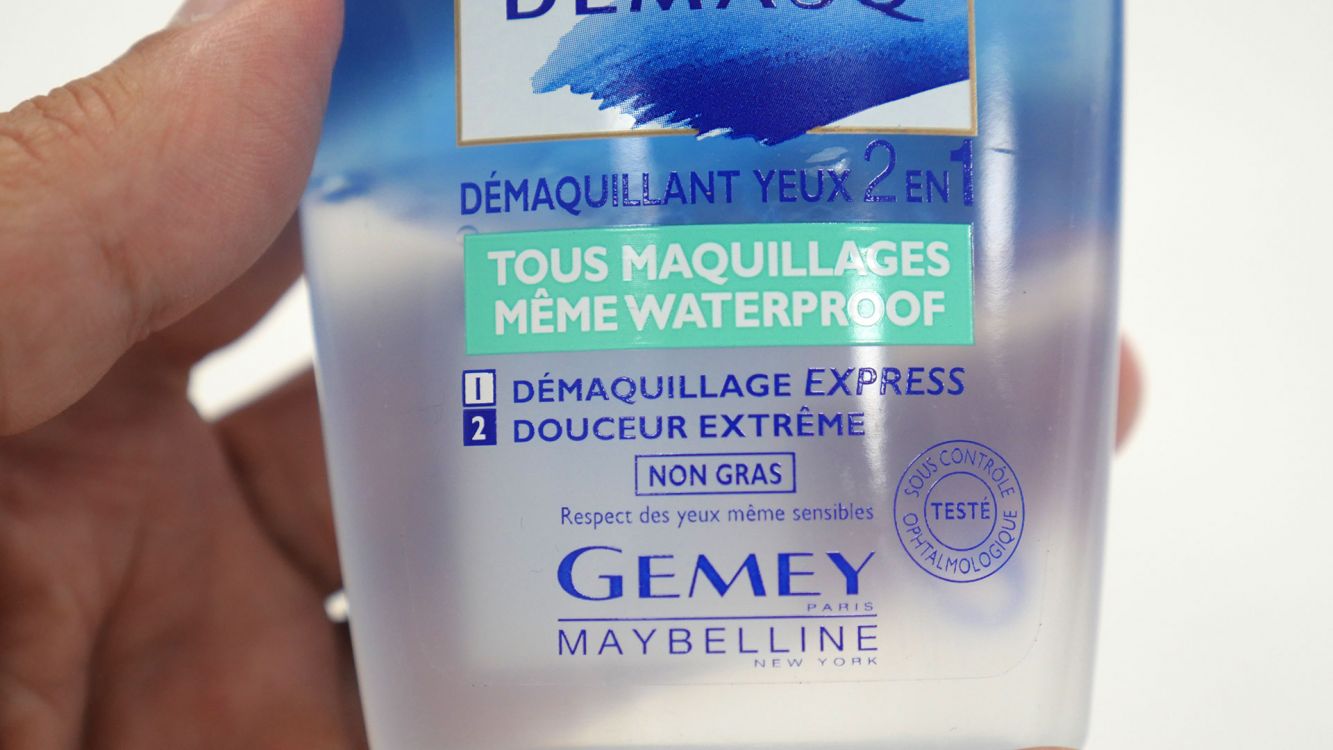 DÉMAQUILLANT YEUX 2 EN 1
TOUS MAQUILLAGES
MÊME WATERPROOF
1 DÉMAQUILLAGE EXPRESS
2 DOUCEUR EXTRÊME
NON GRAS
Respect des yeux même sensibles
SOUS CONTRÔLE
TESTÉ
OPHTALMOLOGIQUE
GEMEY
PARIS
MAYBELLINE
NEW YORK